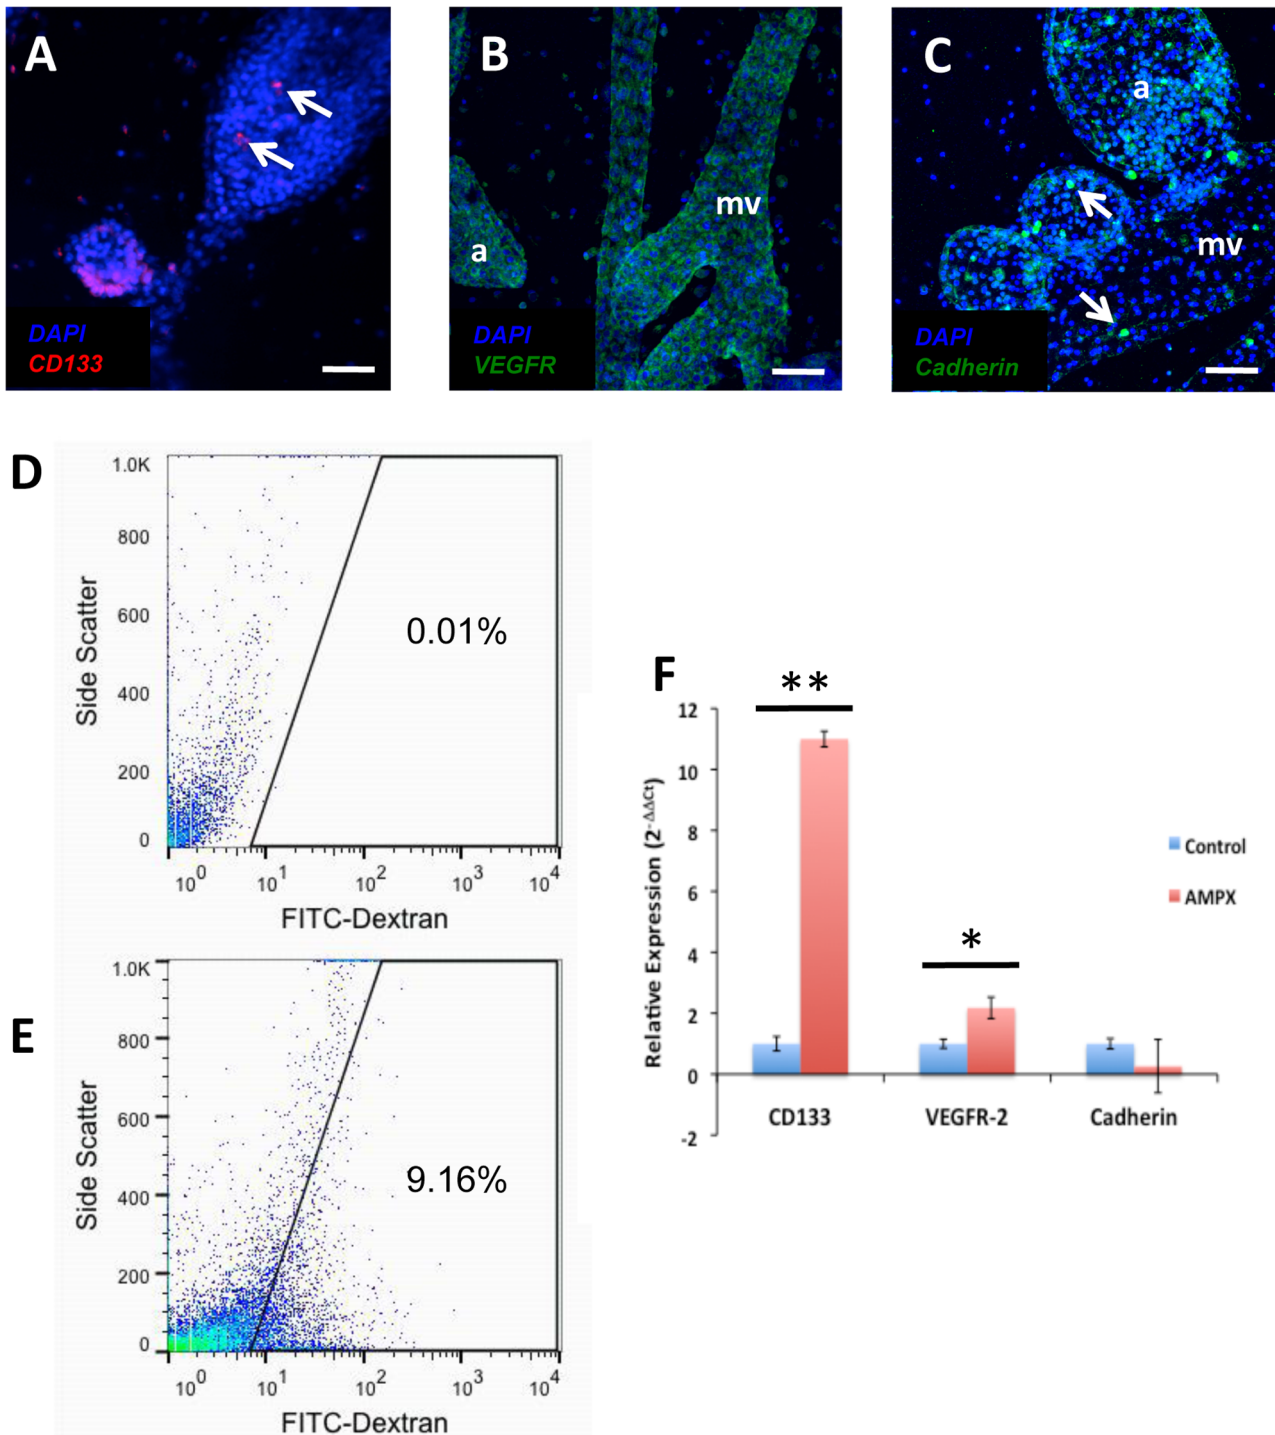 A
DAPI
CD133
B
a
mv
DAPI
VEGFR
C
a
mv
DAPI
Cadherin
D
1.0K
800
600
400
200
0
Side Scatter
0.01%
10^0 10^1 10^2 10^3 10^4
FITC-Dextran
E
1.0K
800
600
400
200
0
Side Scatter
9.16%
10^0 10^1 10^2 10^3 10^4
FITC-Dextran
F
12
10
8
6
4
2
0
-2
Relative Expression (2^-ΔΔCt)
**
*
Control
AMPX
CD133 VEGFR-2 Cadherin